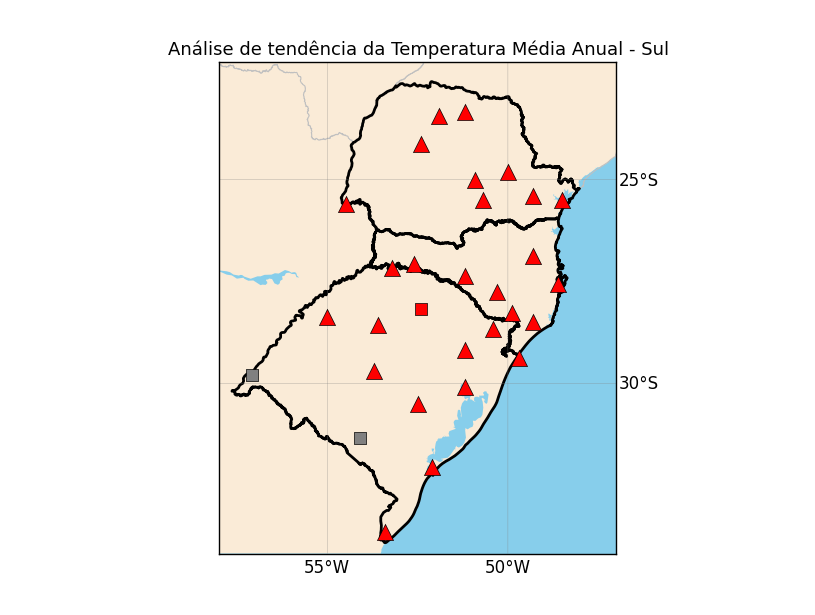 Análise de tendência da Temperatura Média Anual - Sul
25°S
30°S
55°W
50°W